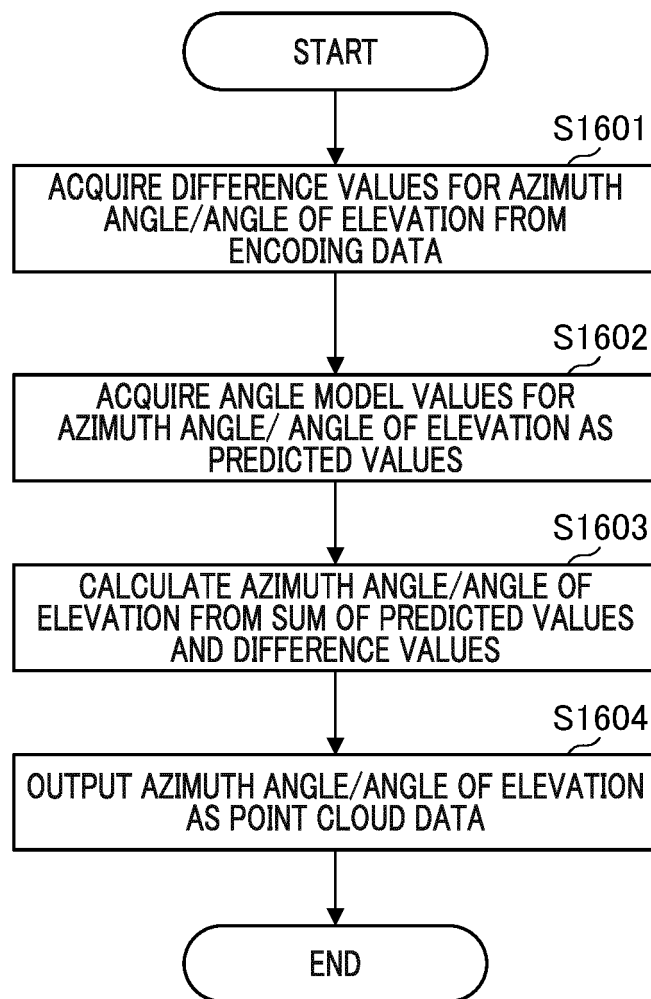 START
S1601
ACQUIRE DIFFERENCE VALUES FOR AZIMUTH
ANGLE/ANGLE OF ELEVATION FROM
ENCODING DATA
S1602
ACQUIRE ANGLE MODEL VALUES FOR
AZIMUTH ANGLE/ ANGLE OF ELEVATION AS
PREDICTED VALUES
S1603
CALCULATE AZIMUTH ANGLE/ANGLE OF
ELEVATION FROM SUM OF PREDICTED VALUES
AND DIFFERENCE VALUES
S1604
OUTPUT AZIMUTH ANGLE/ANGLE OF ELEVATION
AS POINT CLOUD DATA
END